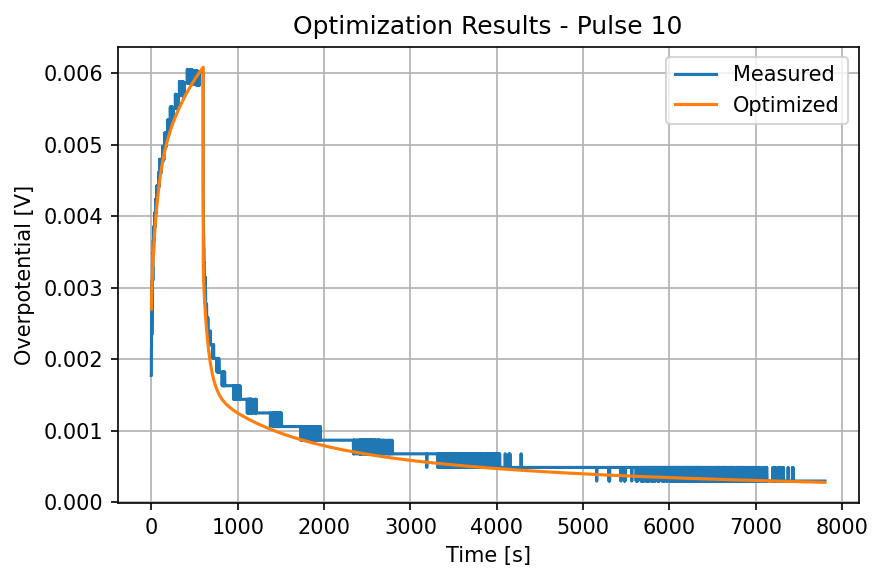 Optimization Results - Pulse 10
Measured
Optimized
Overpotential [V]
0.006
0.005
0.004
0.003
0.002
0.001
0.000
0 1000 2000 3000 4000 5000 6000 7000 8000
Time [s]